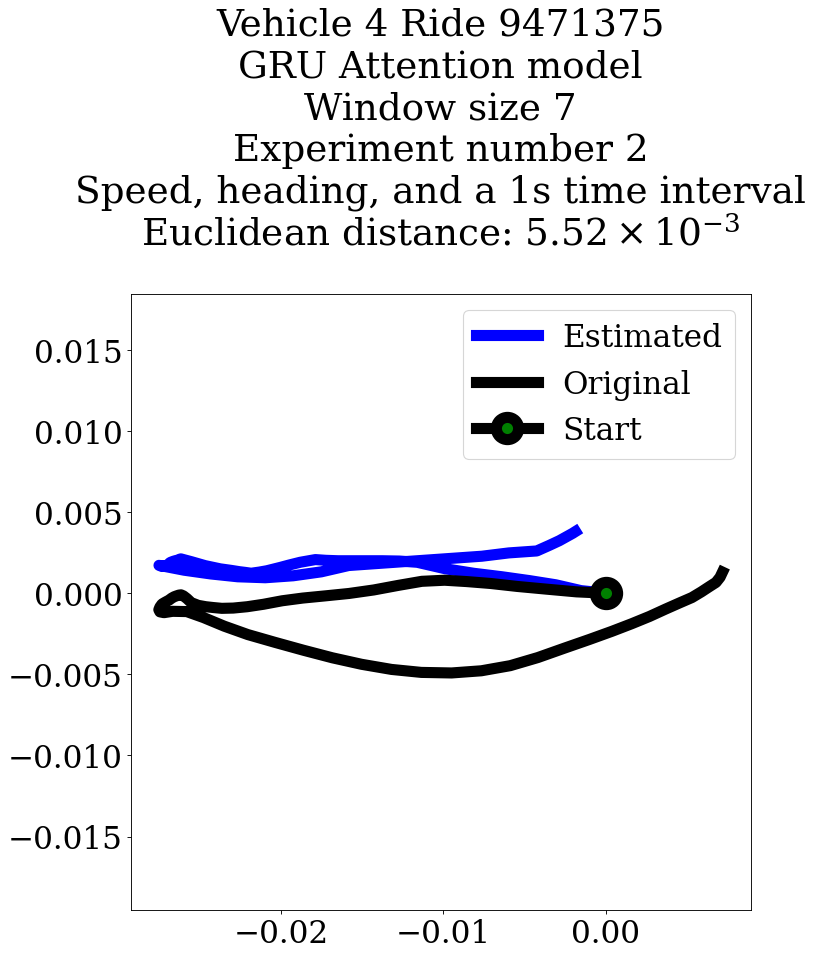 Vehicle 4 Ride 9471375
GRU Attention model
Window size 7
Experiment number 2
Speed, heading, and a 1s time interval
Euclidean distance: 5.52 × 10⁻³
Estimated
Original
Start
0.015
0.010
0.005
0.000
−0.005
−0.010
−0.015
−0.02
−0.01
0.00